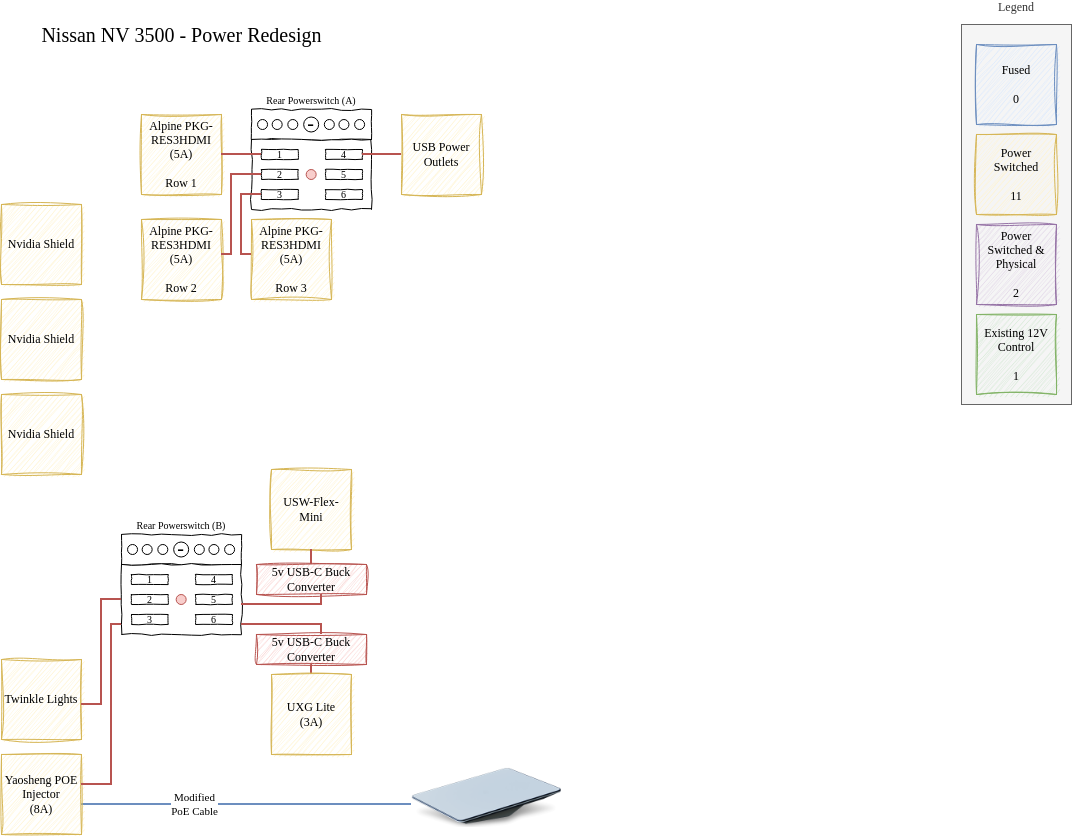 Legend
Nissan NV 3500 - Power Redesign
Fused
0
Power
Switched
11
Power
Switched &
Physical
2
Existing 12V
Control
1
Rear Powerswitch (A)
1
2
3
4
5
6
Alpine PKG-
RES3HDMI
(5A)
Row 1
USB Power
Outlets
Alpine PKG-
RES3HDMI
(5A)
Row 2
Alpine PKG-
RES3HDMI
(5A)
Row 3
Nvidia Shield
Nvidia Shield
Nvidia Shield
USW-Flex-
Mini
Rear Powerswitch (B)
1
2
3
4
5
6
5v USB-C Buck
Converter
5v USB-C Buck
Converter
UXG Lite
(3A)
Twinkle Lights
Yaosheng POE
Injector
(8A)
Modified
PoE Cable